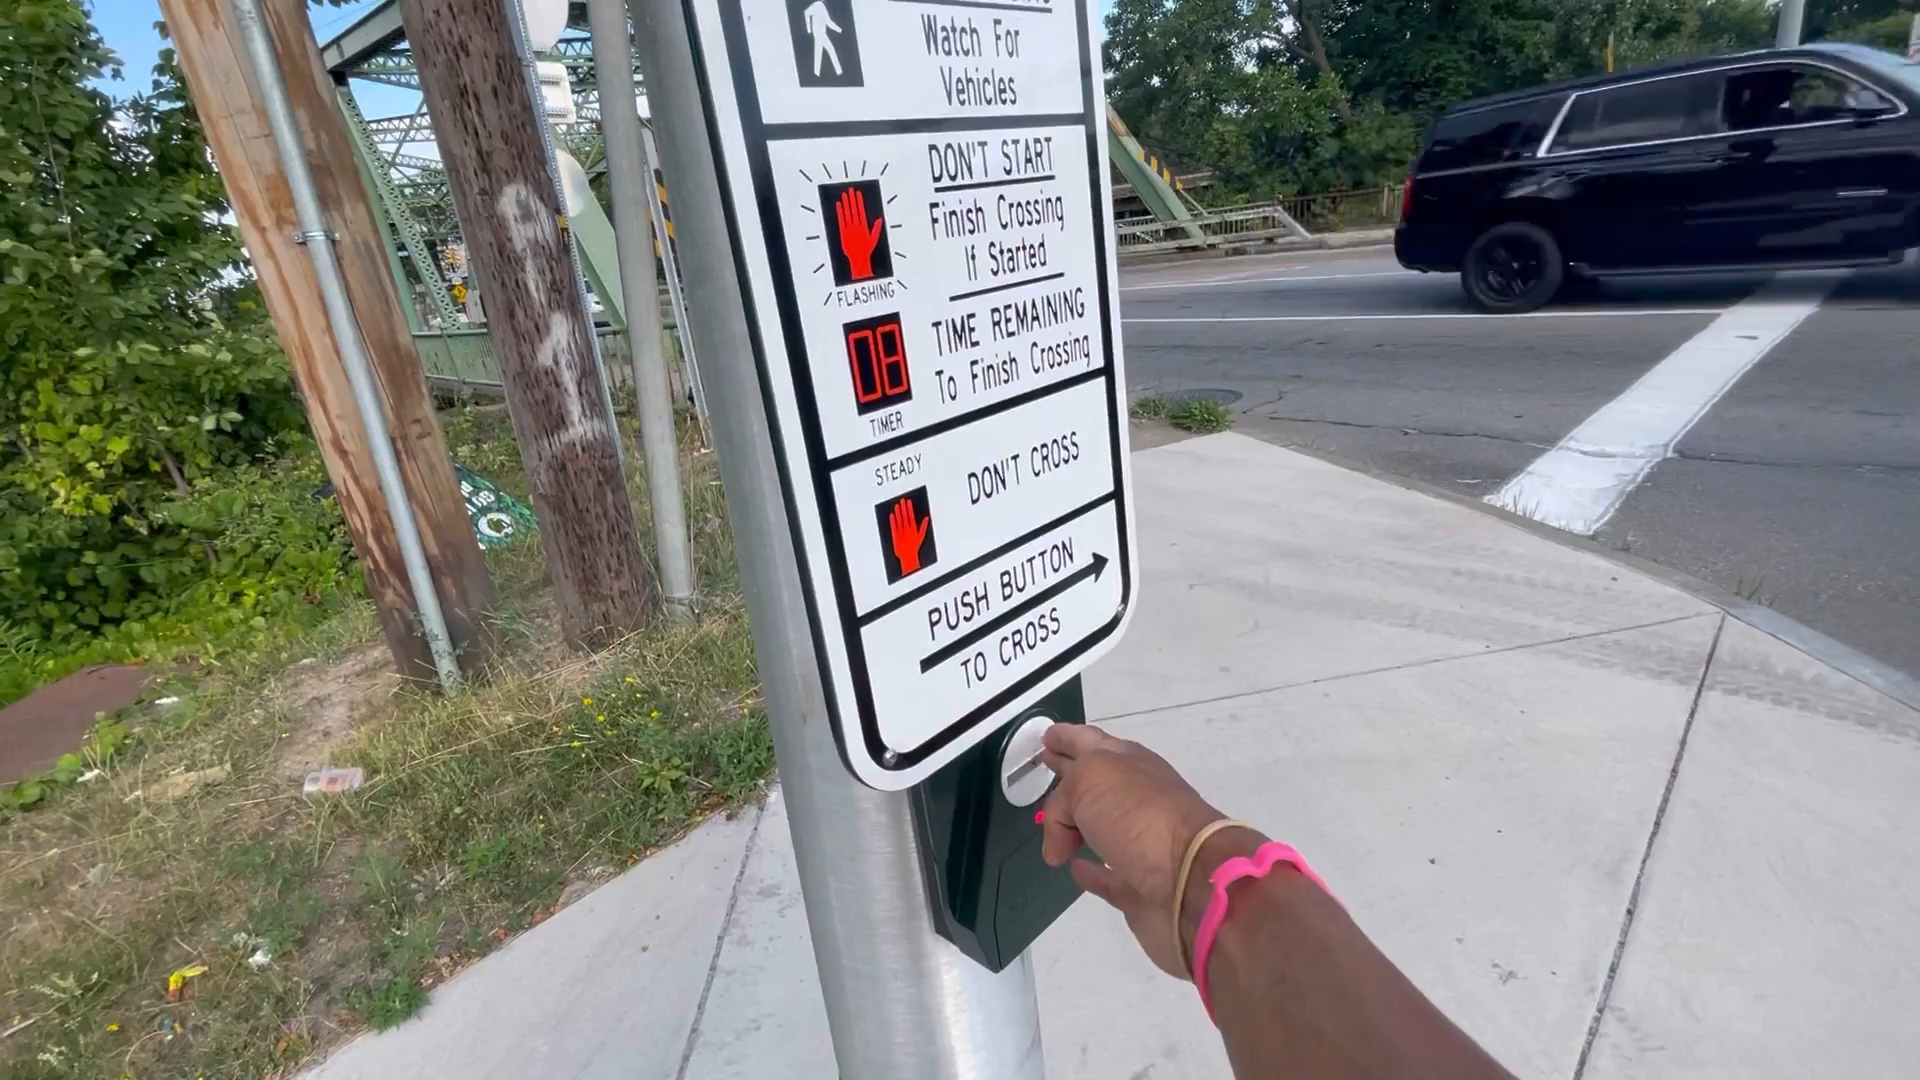 Watch For
Vehicles
DON'T START
Finish Crossing
If Started
FLASHING
TIME REMAINING
To Finish Crossing
08
TIMER
STEADY
DON'T CROSS
PUSH BUTTON
TO CROSS